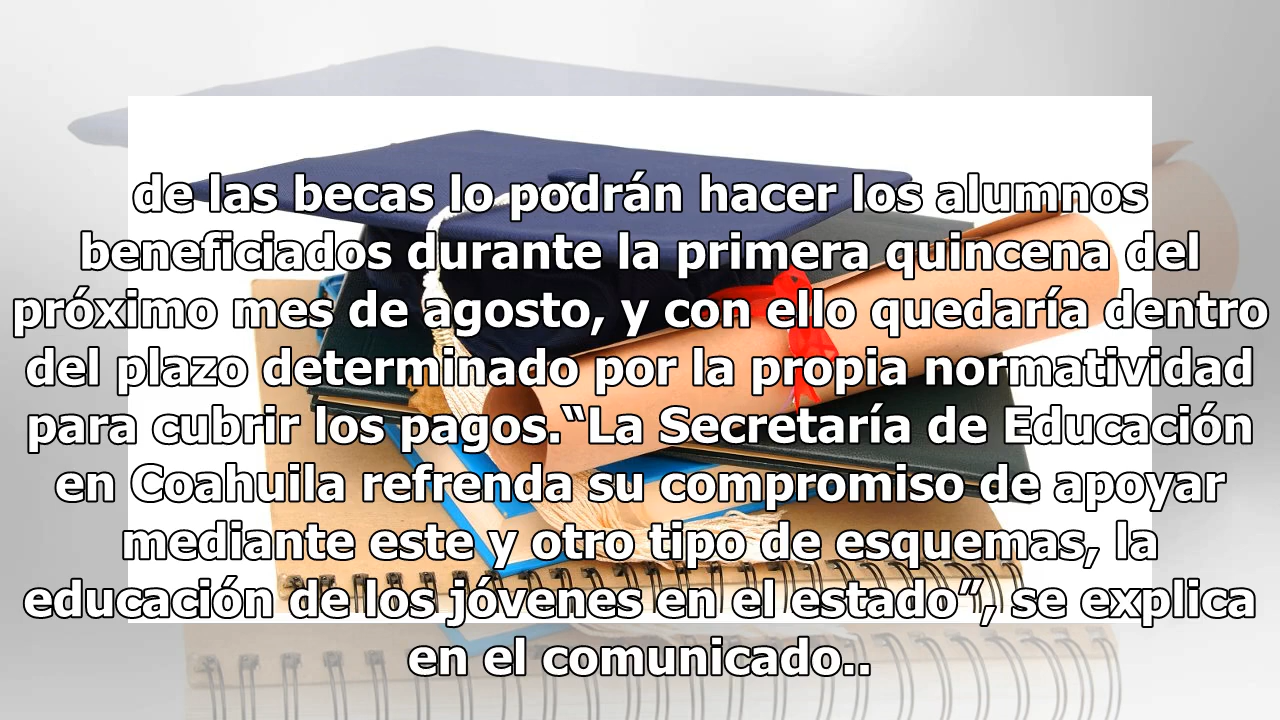 de las becas lo podrán hacer los alumnos
beneficiados durante la primera quincena del
próximo mes de agosto, y con ello quedaría dentro
del plazo determinado por la propia normatividad
para cubrir los pagos.“La Secretaría de Educación
en Coahuila refrenda su compromiso de apoyar
mediante este y otro tipo de esquemas, la
educación de los jóvenes en el estado”, se explica
en el comunicado..